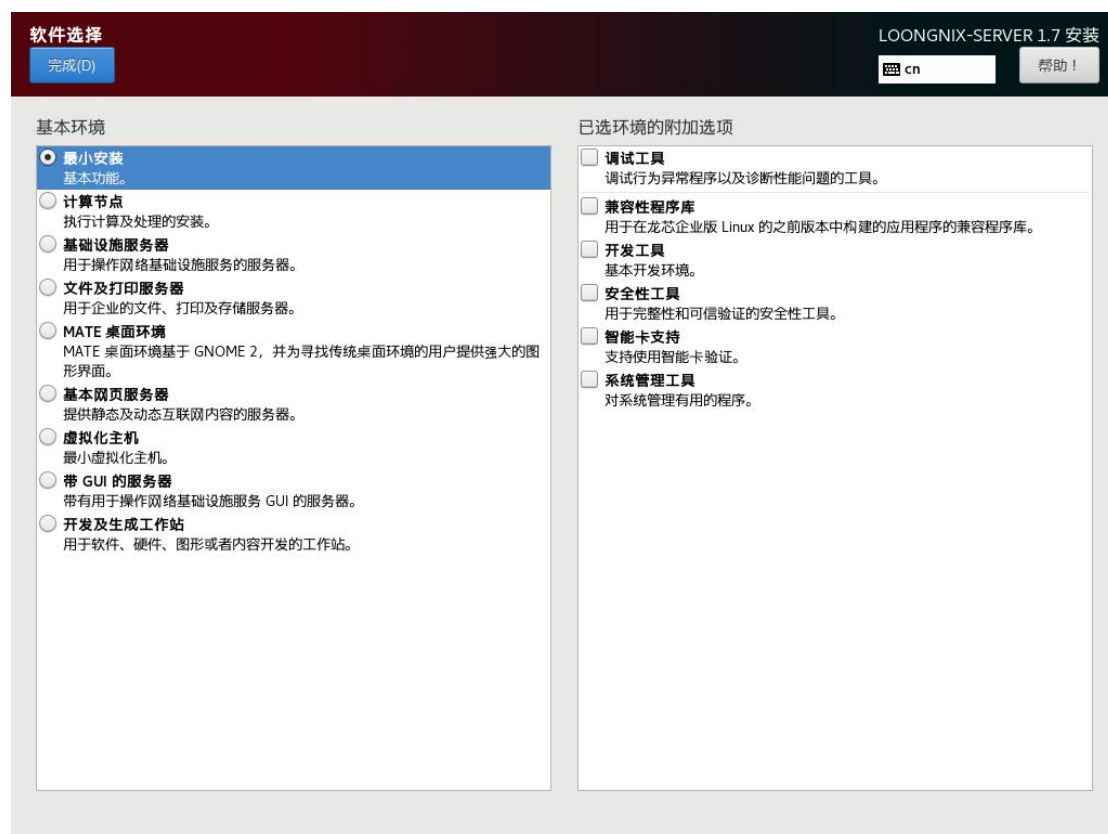 软件选择
完成(D)
LOONGNIX-SERVER 1.7 安装
cn
帮助！
基本环境
最小安装
基本功能。
计算节点
执行计算及处理的安装。
基础设施服务器
用于操作网络基础设施服务的服务器。
文件及打印服务器
用于企业的文件、打印及存储服务器。
MATE 桌面环境
MATE 桌面环境基于 GNOME 2，并为寻找传统桌面环境的用户提供强大的图
形界面。
基本网页服务器
提供静态及动态互联网内容的服务器。
虚拟化主机
最小虚拟化主机。
带 GUI 的服务器
带有用于操作网络基础设施服务 GUI 的服务器。
开发及生成工作站
用于软件、硬件、图形或者内容开发的工作站。
已选环境的附加选项
调试工具
调试行为异常程序以及诊断性能问题的工具。
兼容性程序库
用于在龙芯企业版 Linux 的之前版本中构建的应用程序的兼容程序库。
开发工具
基本开发环境。
安全性工具
用于完整性和可信验证的安全性工具。
智能卡支持
支持使用智能卡验证。
系统管理工具
对系统管理有用的程序。